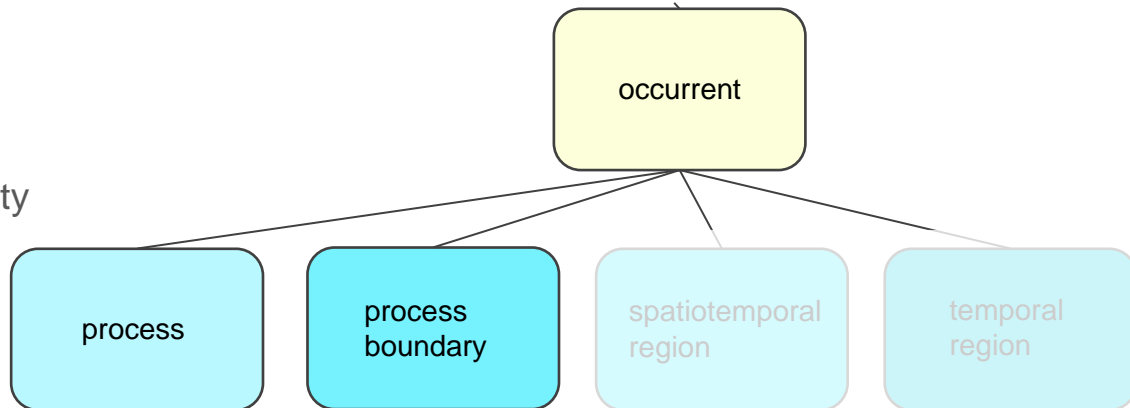 occurrent
ty
process
process
boundary
spatiotemporal
region
temporal
region